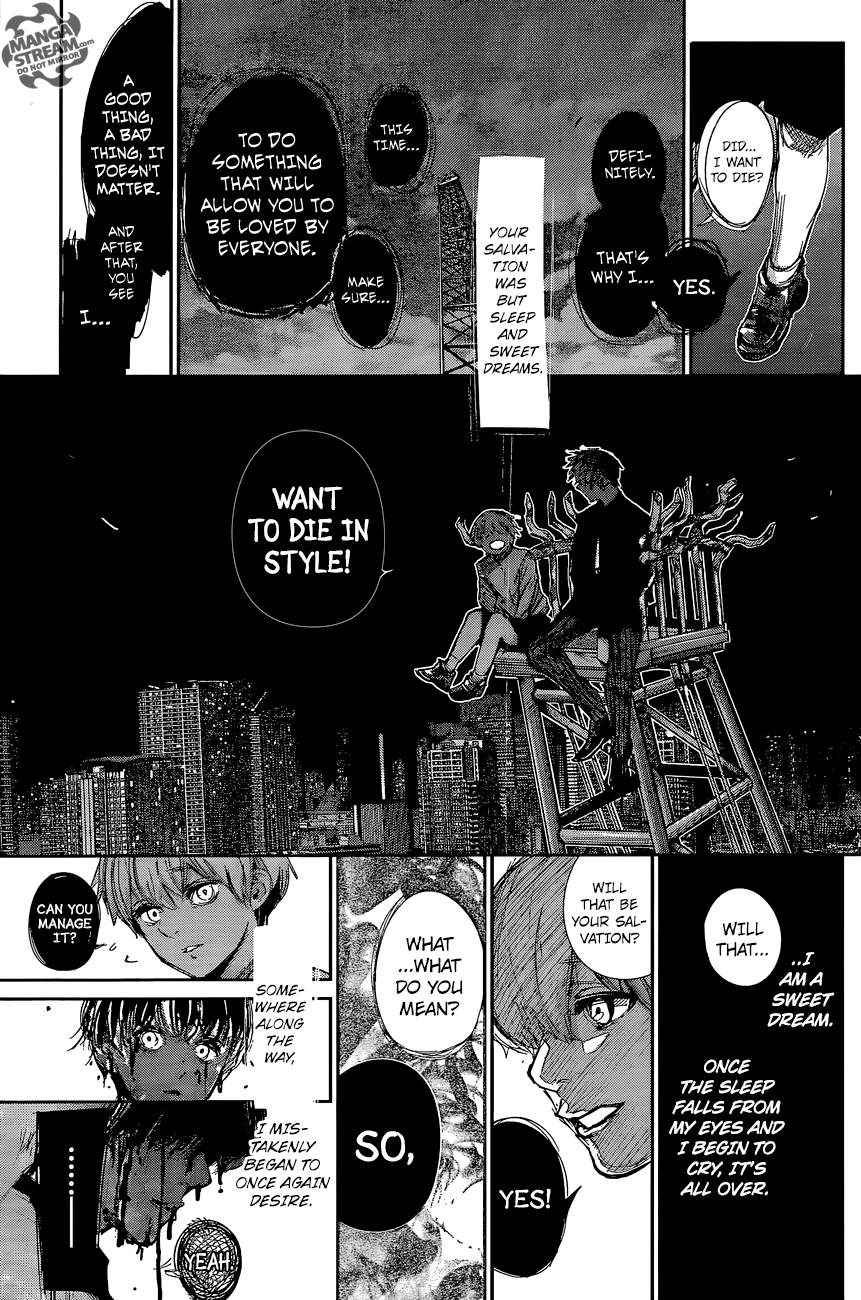 MANGA
STREAM.com
DO NOT MIRROR!
DID...
I WANT
TO DIE?
YES.
DEFI-
NITELY.
THAT'S
WHY I...
YOUR
SALVA-
TION
WAS
BUT
SLEEP
AND
SWEET
DREAMS.
THIS
TIME...
MAKE
SURE...
TO DO
SOMETHING
THAT WILL
ALLOW YOU TO
BE LOVED BY
EVERYONE.
A
GOOD
THING,
A BAD
THING, IT
DOESN'T
MATTER.
AND
AFTER
THAT,
YOU
SEE
I...
WANT
TO DIE IN
STYLE!
WILL
THAT...
..I
AM A
SWEET
DREAM.
ONCE
THE SLEEP
FALLS FROM
MY EYES AND
I BEGIN TO
CRY, IT'S
ALL OVER.
WILL
THAT BE
YOUR SAL-
VATION?
YES!
WHAT
...WHAT
DO YOU
MEAN?
SO,
CAN YOU
MANAGE
IT?
SOME-
WHERE
ALONG
THE
WAY,
I MIS-
TAKENLY
BEGAN TO
ONCE AGAIN
DESIRE.
......
YEAH.